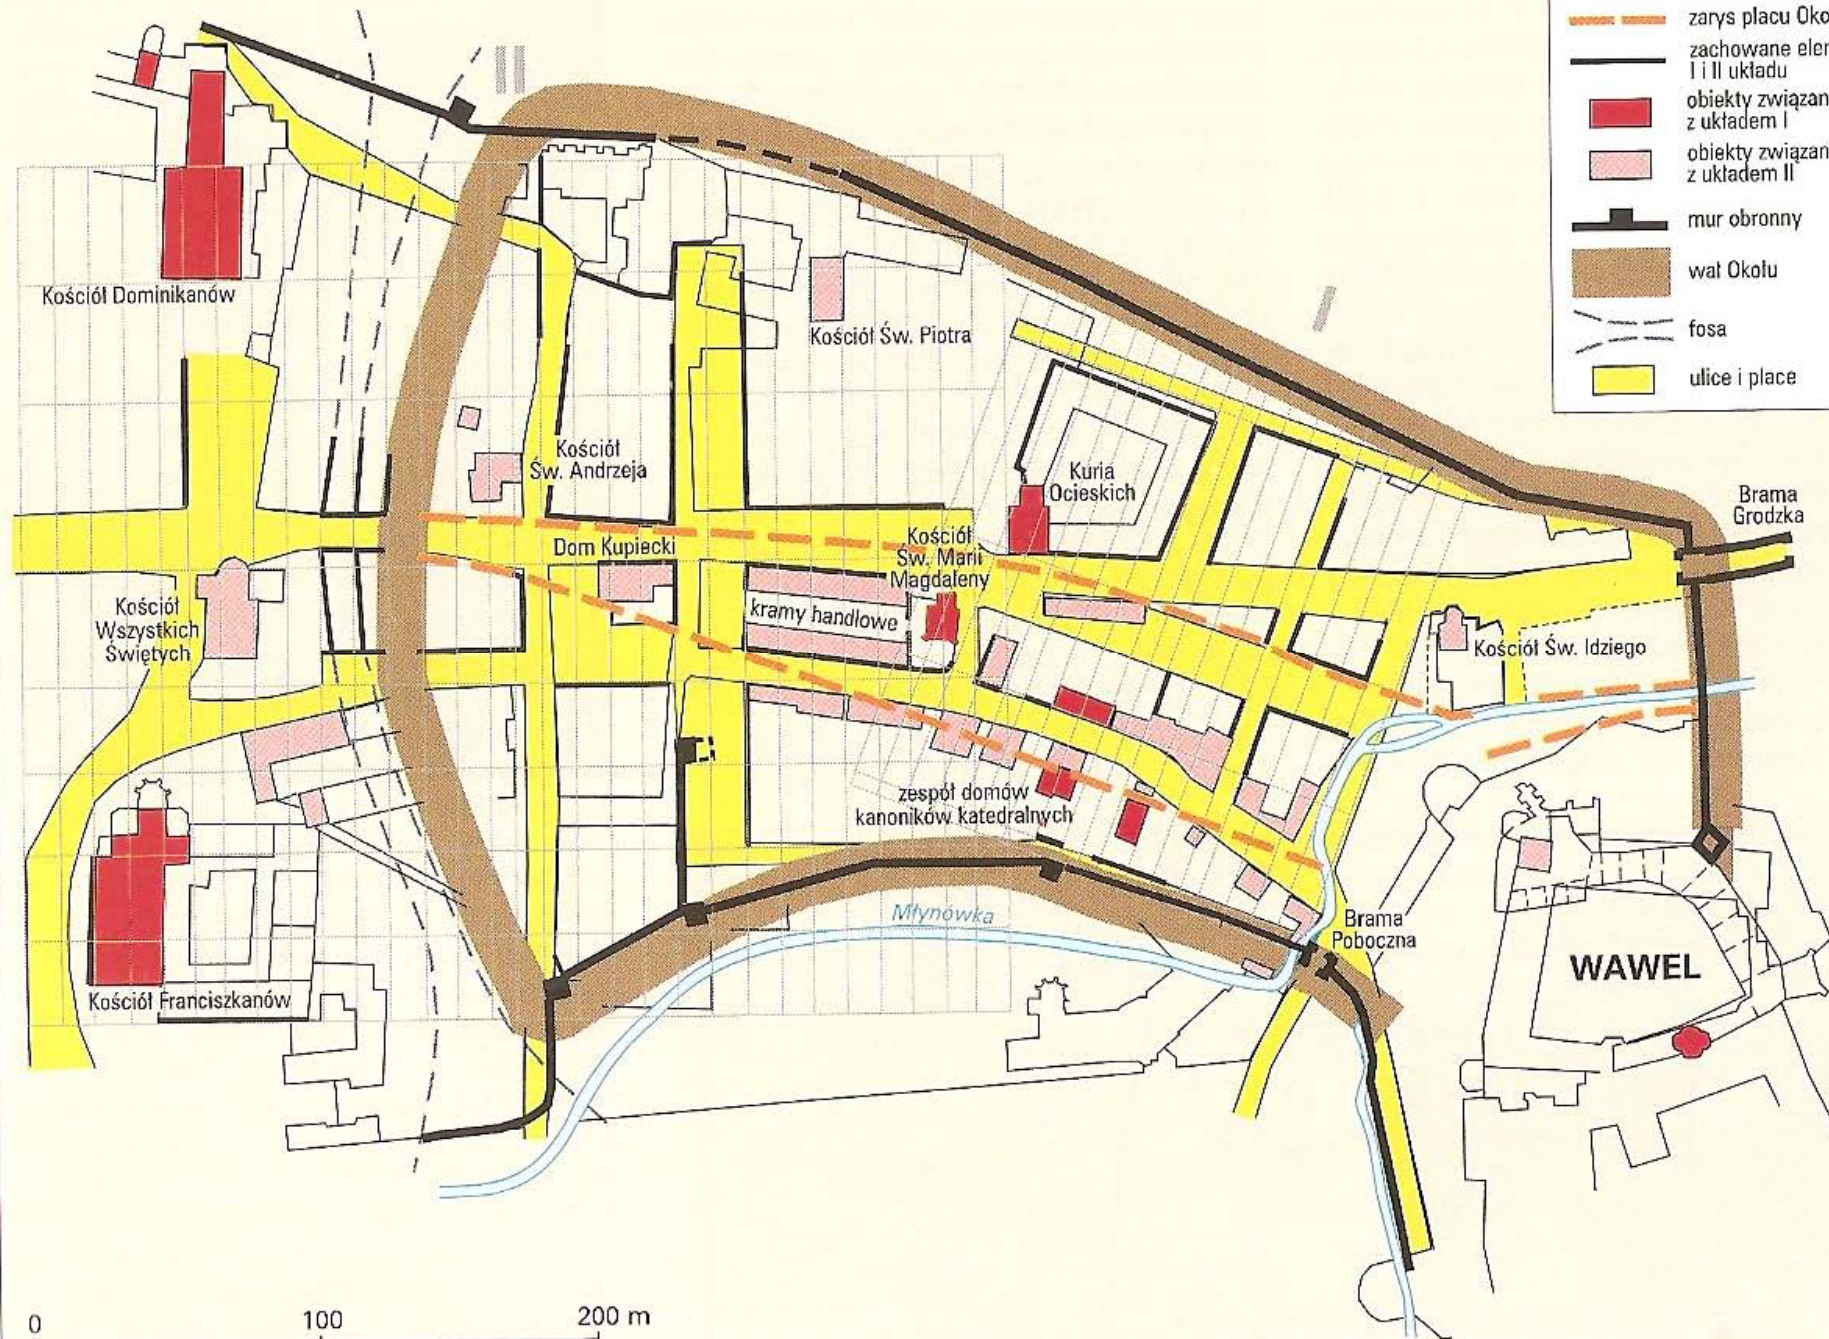 zarys placu Oko
zachowane eler
I i II układu
obiekty związan
z układem I
obiekty związan
z układem II
mur obronny
wał Okołu
fosa
ulice i place
II
I
Kościół Dominikanów
Kościół Św. Piotra
Kościół
Św. Andrzeja
Kuria
Ocieskich
Brama
Grodzka
Dom Kupiecki
Kościół
Św. Marii
Magdaleny
kramy handlowe
Kościół
Wszystkich
Świętych
Kościół Św. Idziego
zespół domów
kanoników katedralnych
Młynówka
Brama
Poboczna
WAWEL
Kościół Franciszkanów
0 100 200 m